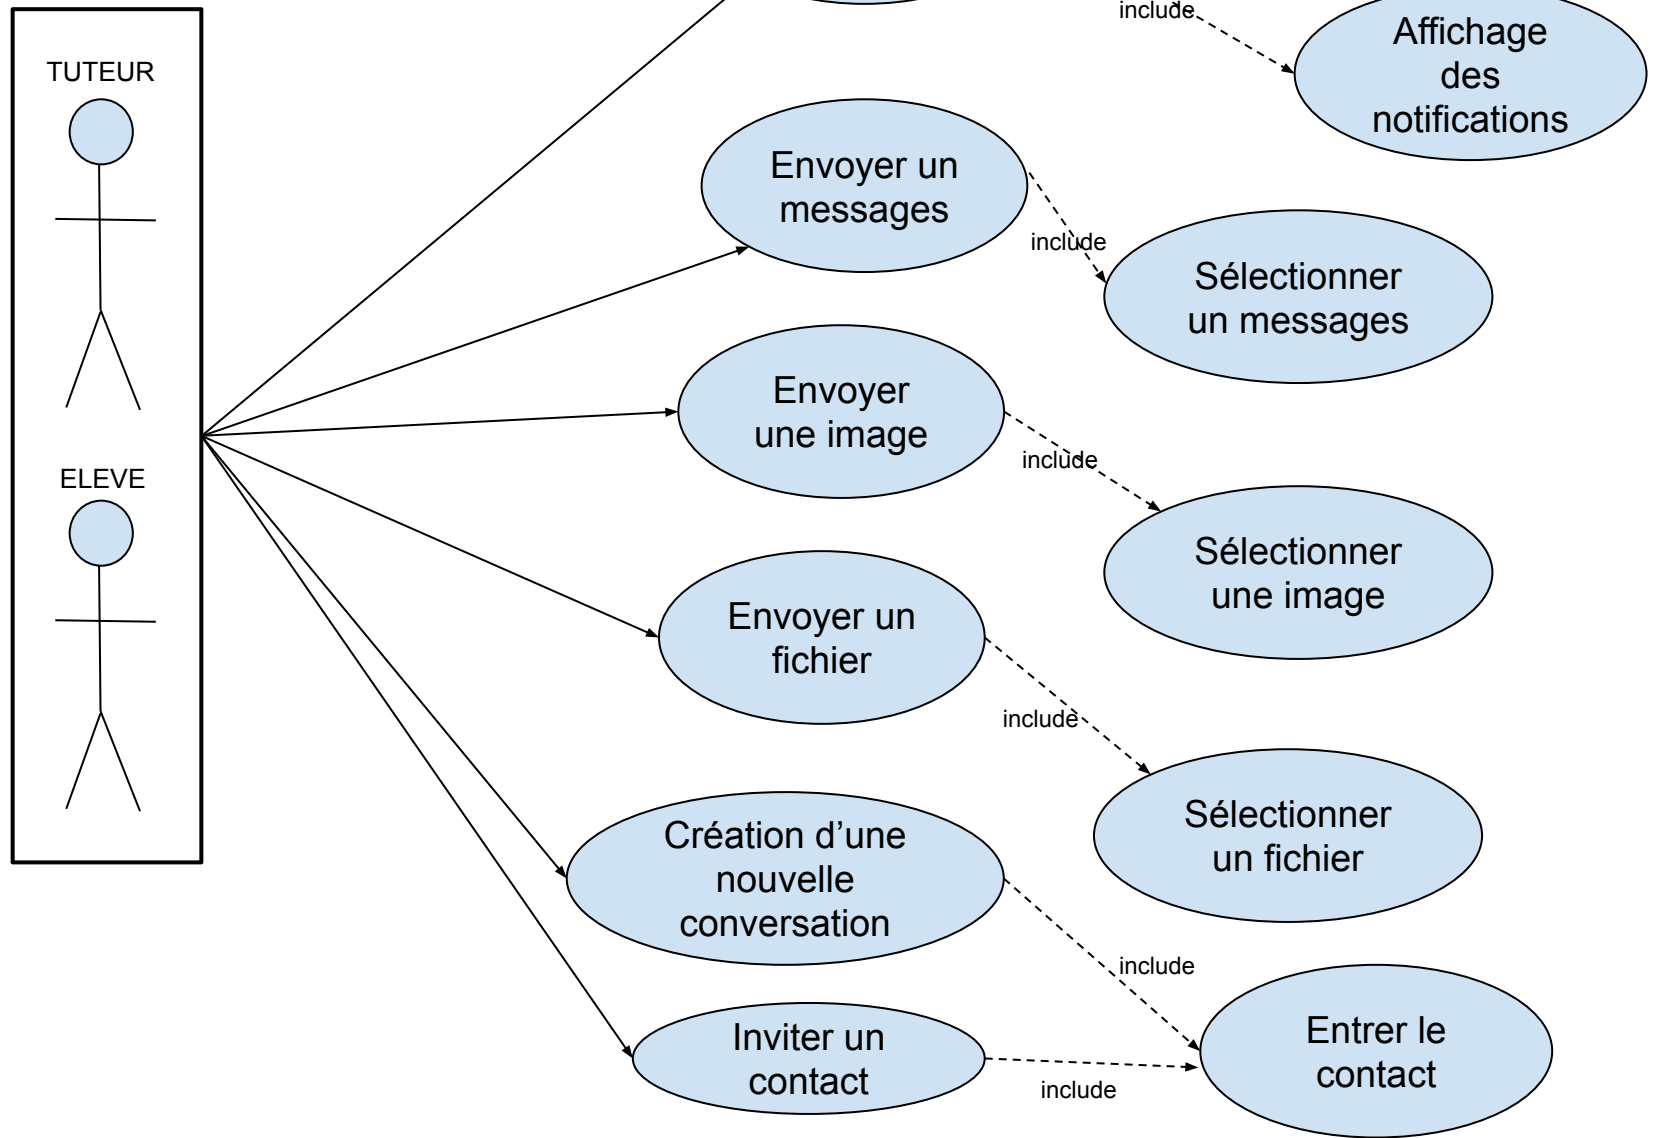 include
Affichage
des
notifications
TUTEUR
Envoyer un
messages
include
Sélectionner
un messages
Envoyer
une image
include
ELEVE
Sélectionner
une image
Envoyer un
fichier
include
Sélectionner
un fichier
Création d’une
nouvelle
conversation
include
Inviter un
contact
include
Entrer le
contact